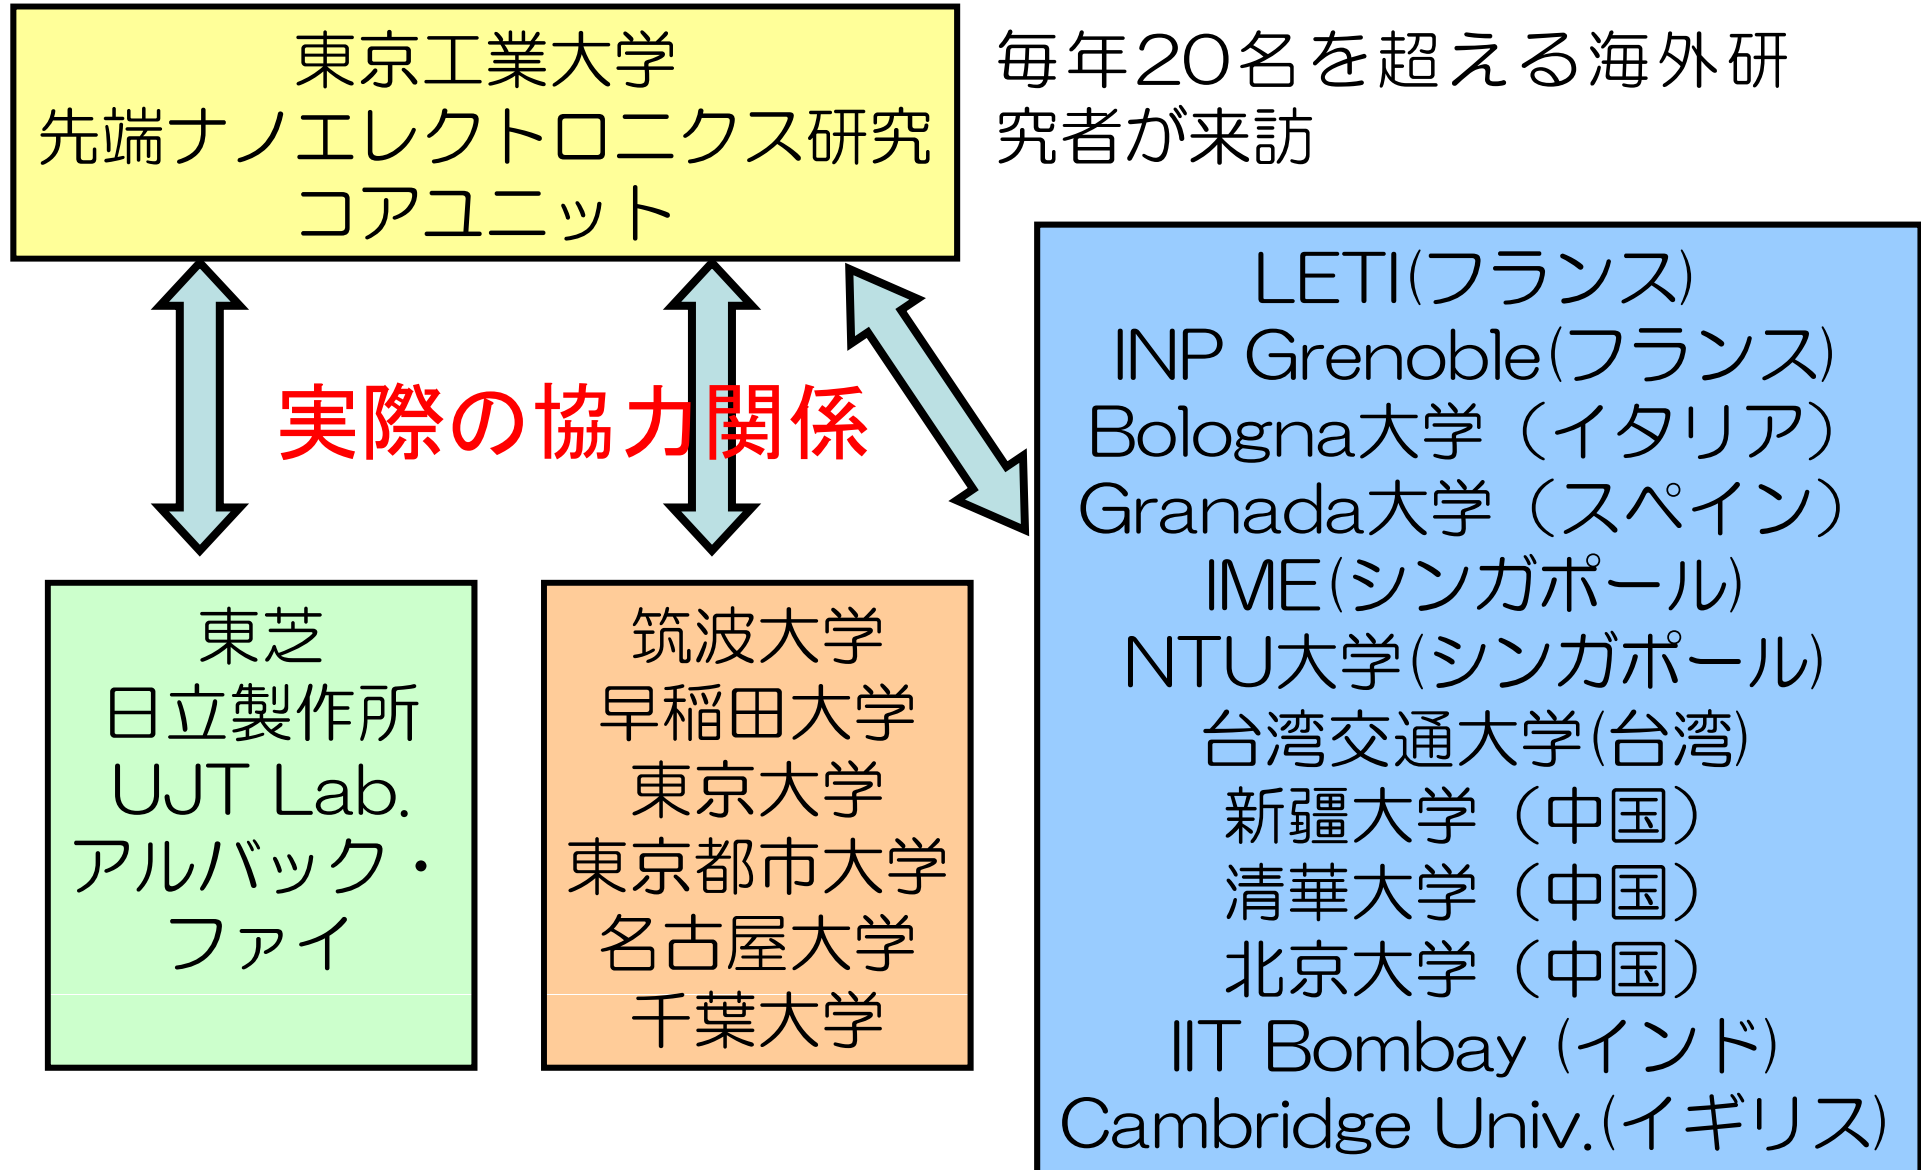 東京工業大学
先端ナノエレクトロニクス研究
コアユニット
毎年20名を超える海外研
究者が来訪
実際の協力関係
東芝
日立製作所
UJT Lab.
アルバック・
ファイ
筑波大学
早稲田大学
東京大学
東京都市大学
名古屋大学
千葉大学
LETI(フランス)
INP Grenoble(フランス)
Bologna大学（イタリア）
Granada大学（スペイン）
IME(シンガポール)
NTU大学(シンガポール)
台湾交通大学(台湾)
新疆大学（中国）
清華大学（中国）
北京大学（中国）
IIT Bombay (インド)
Cambridge Univ.(イギリス)